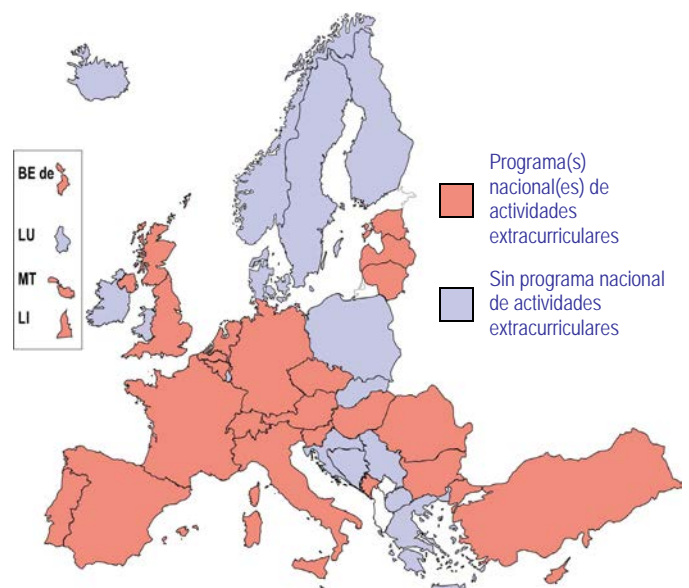 BE de
LU
MT
LI
Programa(s)
nacional(es) de
actividades
extracurriculares
Sin programa nacional
de actividades
extracurriculares